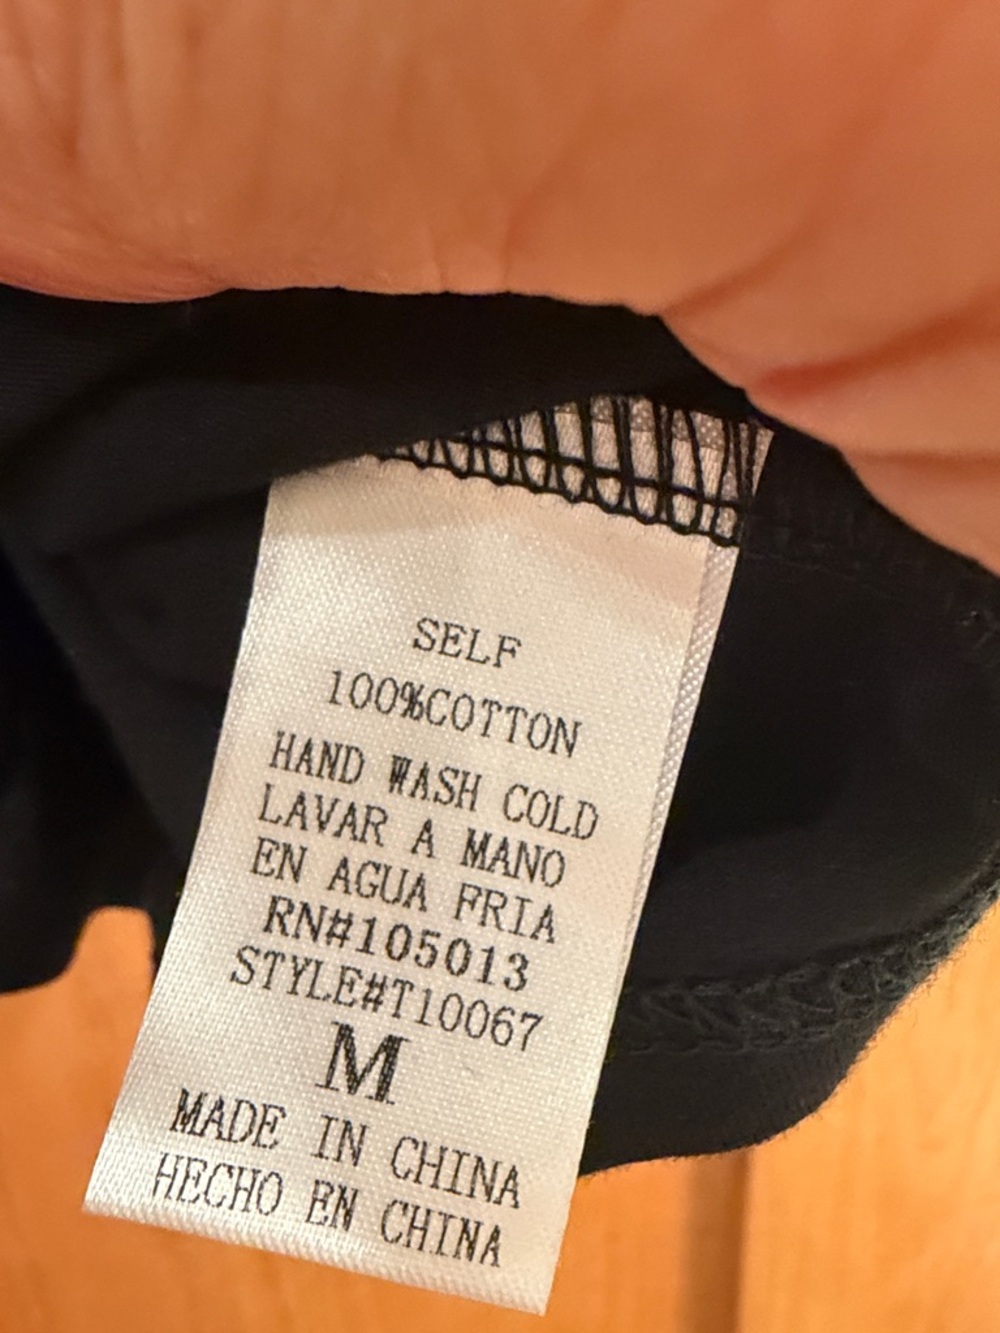 SELF
100%COTTON
HAND WASH COLD
LAVAR A MANO
EN AGUA FRIA
RN#105013
STYLE#T10067
M
MADE IN CHINA
HECHO EN CHINA